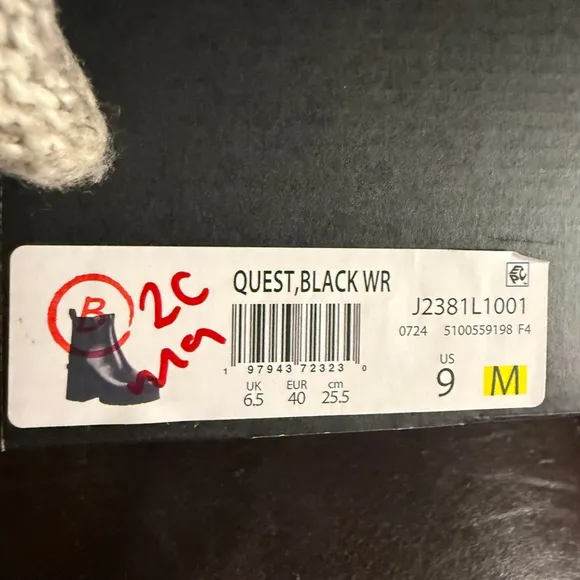 B
2C
M9
QUEST,BLACK WR
1 97943 72323 0
UK EUR cm
6.5 40 25.5
J2381L1001
0724 5100559198 F4
US
9 M